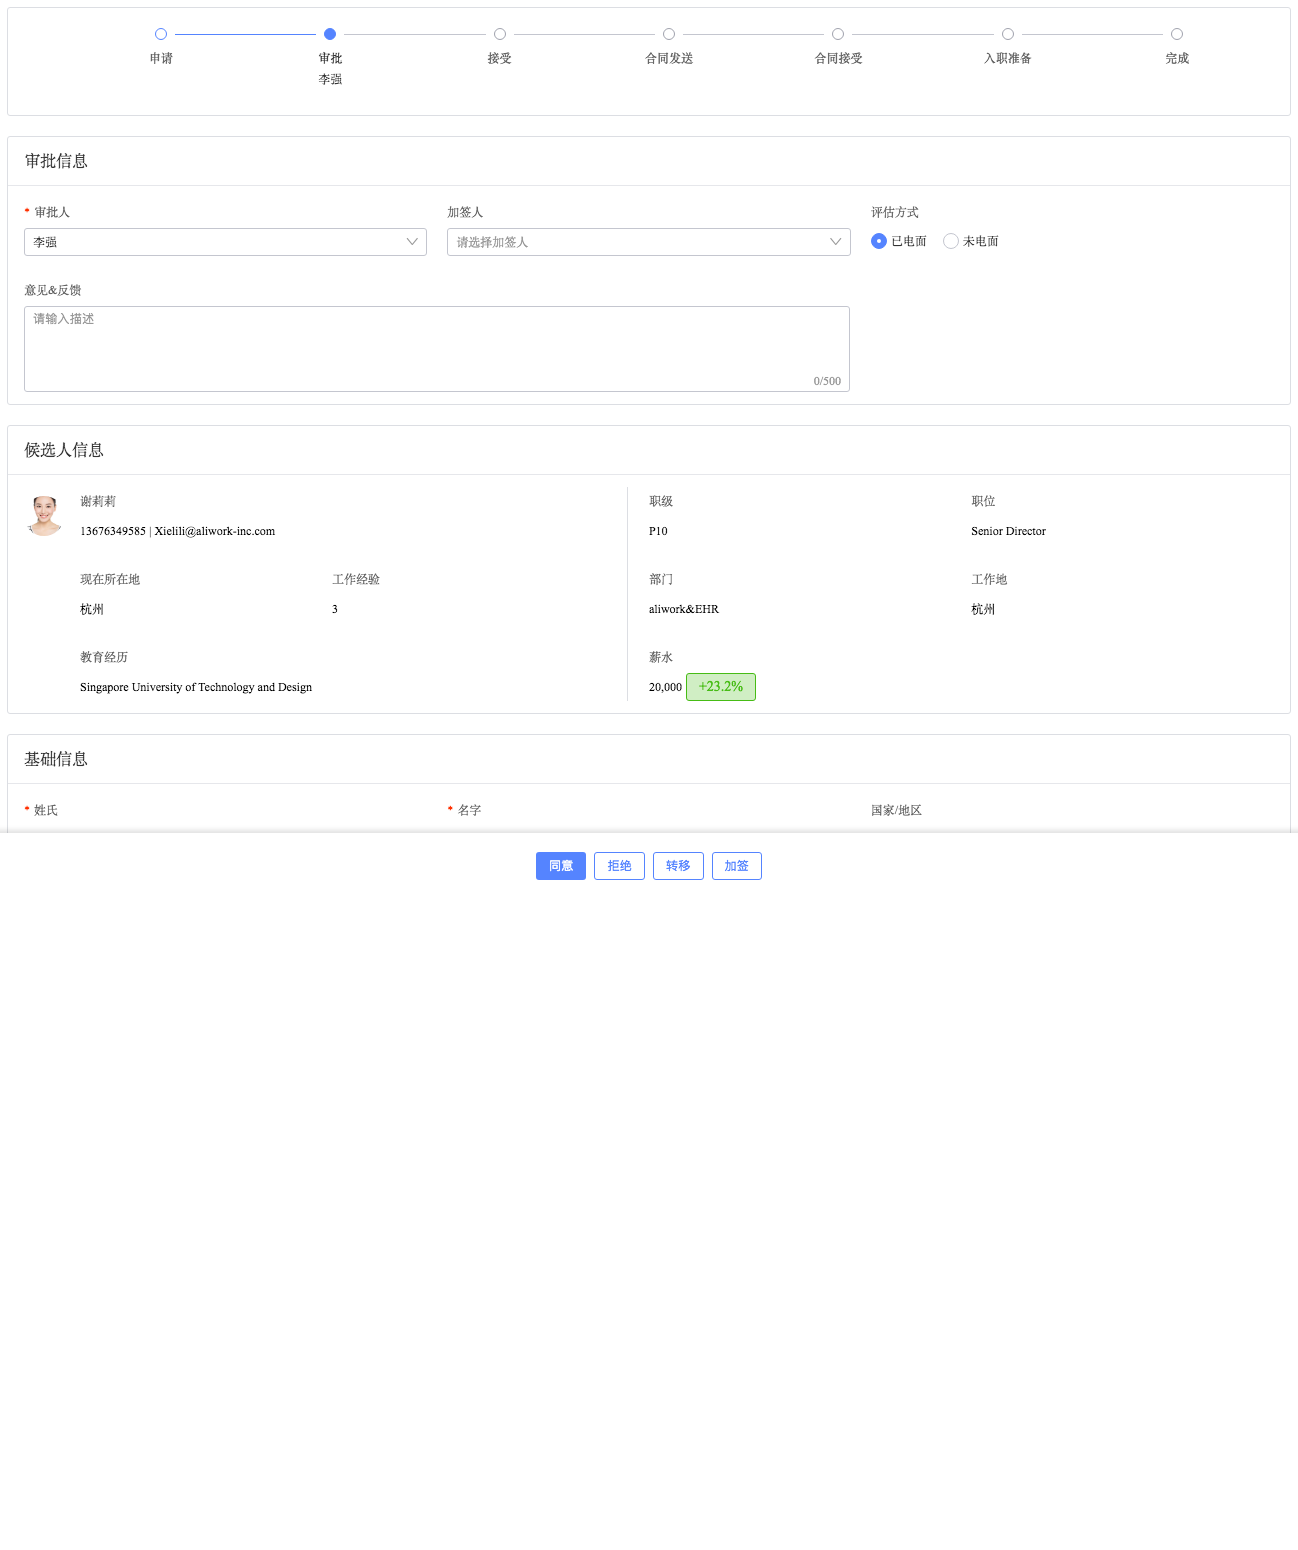 申请
审批
接受
合同发送
合同接受
入职准备
完成
李强
审批信息
* 审批人
加签人
评估方式
李强
请选择加签人
已电面
未电面
意见&反馈
请输入描述
0/500
候选人信息
谢莉莉
13676349585 | Xielili@aliwork-inc.com
现在所在地
工作经验
杭州
3
教育经历
Singapore University of Technology and Design
职级
职位
P10
Senior Director
部门
工作地
aliwork&EHR
杭州
薪水
20,000 +23.2%
基础信息
* 姓氏
* 名字
国家/地区
同意
拒绝
转移
加签